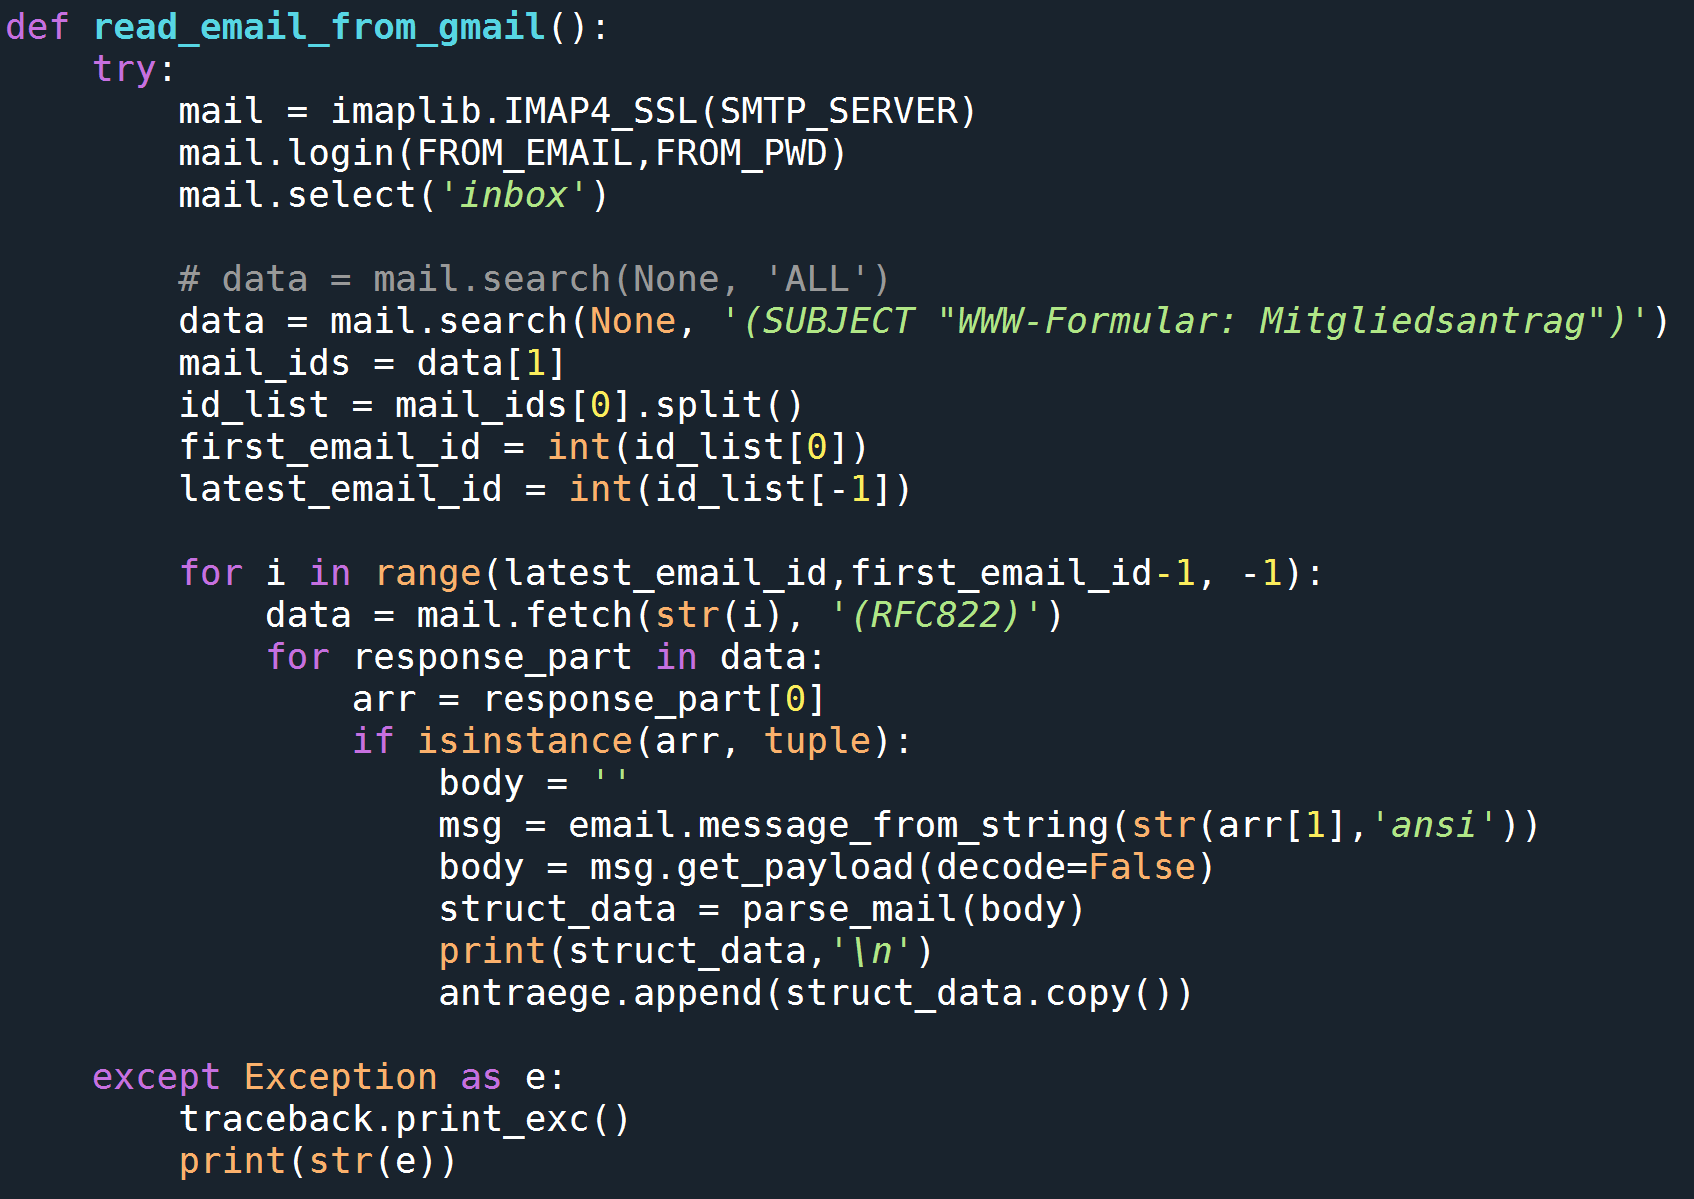 def read_email_from_gmail():
    try:
        mail = imaplib.IMAP4_SSL(SMTP_SERVER)
        mail.login(FROM_EMAIL,FROM_PWD)
        mail.select('inbox')

        # data = mail.search(None, 'ALL')
        data = mail.search(None, '(SUBJECT "WWW-Formular: Mitgliedsantrag")')
        mail_ids = data[1]
        id_list = mail_ids[0].split()
        first_email_id = int(id_list[0])
        latest_email_id = int(id_list[-1])

        for i in range(latest_email_id,first_email_id-1, -1):
            data = mail.fetch(str(i), '(RFC822)')
            for response_part in data:
                arr = response_part[0]
                if isinstance(arr, tuple):
                    body = ''
                    msg = email.message_from_string(str(arr[1],'ansi'))
                    body = msg.get_payload(decode=False)
                    struct_data = parse_mail(body)
                    print(struct_data,'\n')
                    antraege.append(struct_data.copy())

    except Exception as e:
        traceback.print_exc()
        print(str(e))